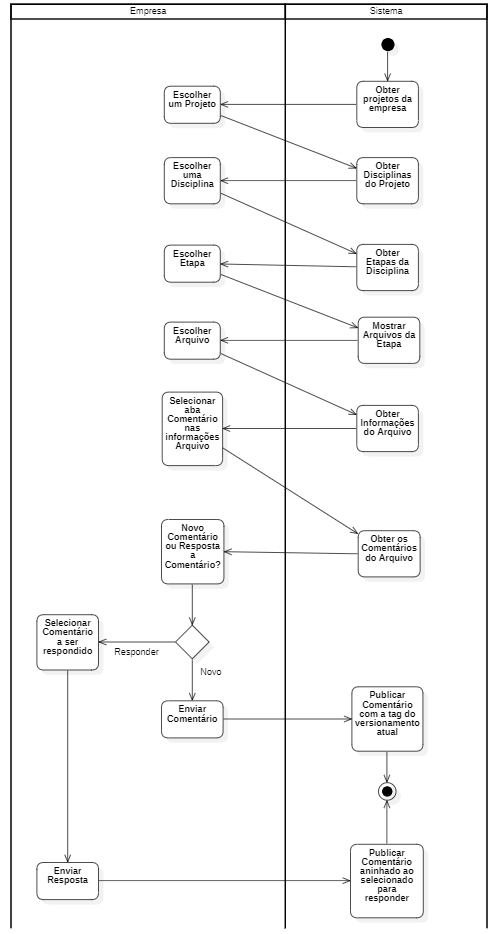 Empresa
Sistema
Obter
projetos da
empresa
Escolher
um Projeto
Obter
Disciplinas
do Projeto
Escolher
uma
Disciplina
Obter
Etapas da
Disciplina
Escolher
Etapa
Mostrar
Arquivos da
Etapa
Escolher
Arquivo
Obter
Informações
do Arquivo
Selecionar
aba
Comentário
nas
informações
Arquivo
Obter os
Comentários
do Arquivo
Novo
Comentário
ou Resposta
a
Comentário?
Responder
Novo
Selecionar
Comentário
a ser
respondido
Enviar
Comentário
Publicar
Comentário
com a tag do
versionamento
atual
Enviar
Resposta
Publicar
Comentário
aninhado ao
selecionado
para
responder